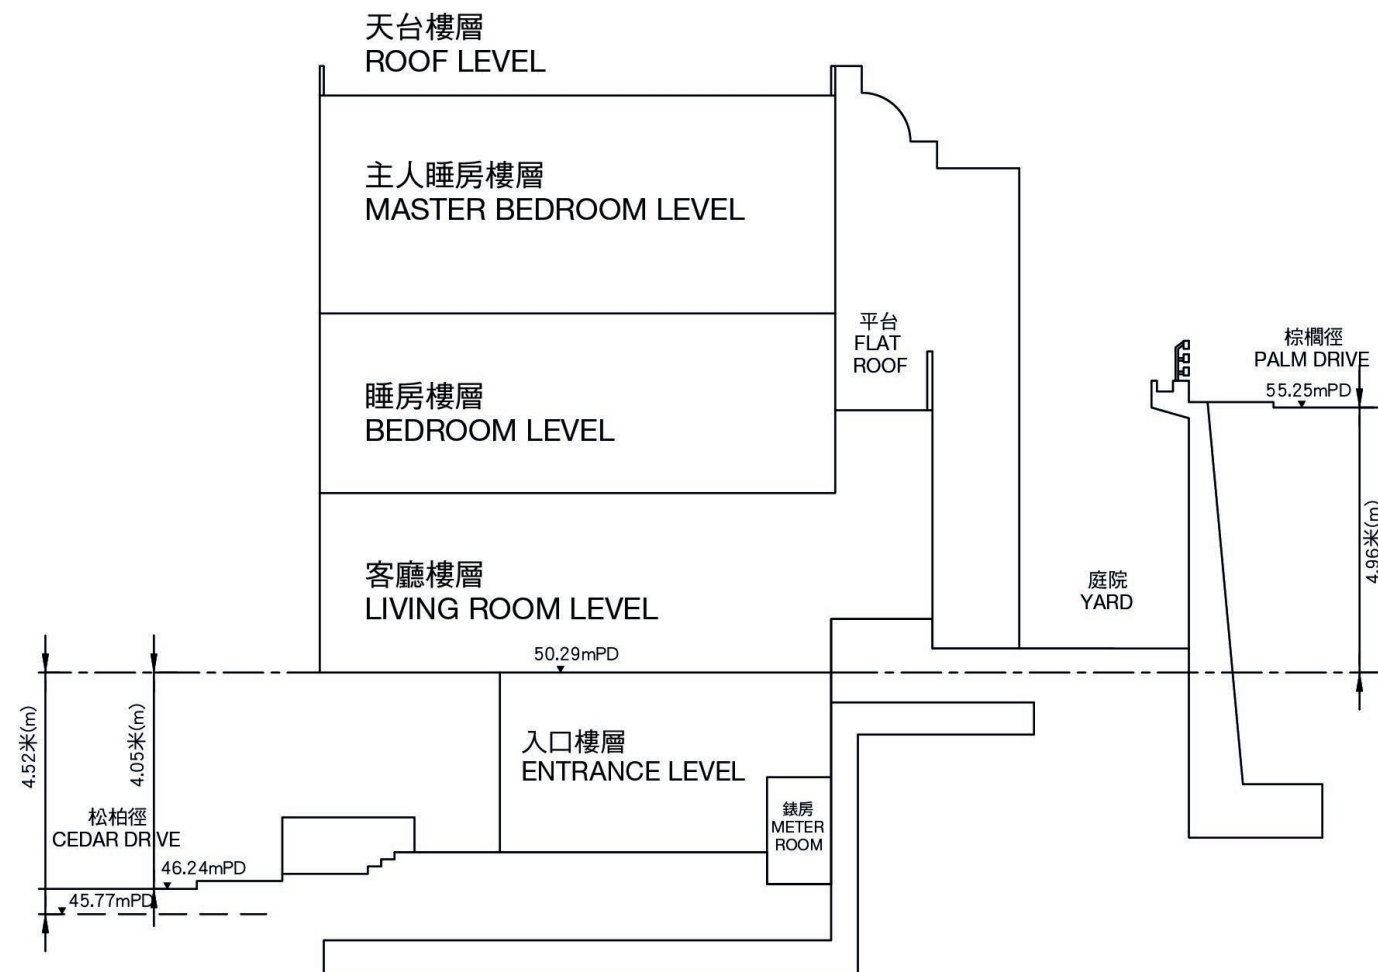 天台樓層
ROOF LEVEL
主人睡房樓層
MASTER BEDROOM LEVEL
平台
FLAT
ROOF
棕櫚徑
PALM DRIVE
55.25mPD
睡房樓層
BEDROOM LEVEL
4.96米(m)
客廳樓層
LIVING ROOM LEVEL
庭院
YARD
50.29mPD
4.52米(m)
4.05米(m)
入口樓層
ENTRANCE LEVEL
錶房
METER
ROOM
松柏徑
CEDAR DRIVE
46.24mPD
45.77mPD